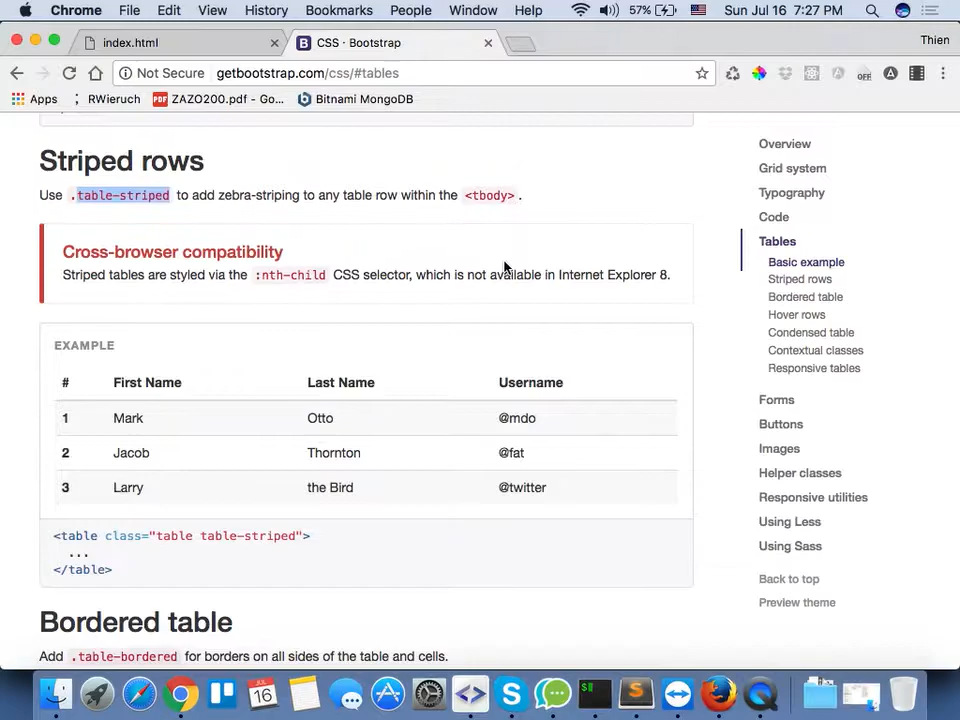 Chrome File Edit View History Bookmarks People Window Help 57% Sun Jul 16 7:27 PM
index.html
CSS · Bootstrap
Thien
Not Secure getbootstrap.com/css/#tables
OFF
Apps RWieruch ZAZO200.pdf - Go... Bitnami MongoDB
Striped rows
Use .table-striped to add zebra-striping to any table row within the <tbody>.
Cross-browser compatibility
Striped tables are styled via the :nth-child CSS selector, which is not available in Internet Explorer 8.
EXAMPLE
# First Name Last Name Username
1 Mark Otto @mdo
2 Jacob Thornton @fat
3 Larry the Bird @twitter
<table class="table table-striped">
...
</table>
Bordered table
Add .table-bordered for borders on all sides of the table and cells.
Overview
Grid system
Typography
Code
Tables
Basic example
Striped rows
Bordered table
Hover rows
Condensed table
Contextual classes
Responsive tables
Forms
Buttons
Images
Helper classes
Responsive utilities
Using Less
Using Sass
Back to top
Preview theme
16